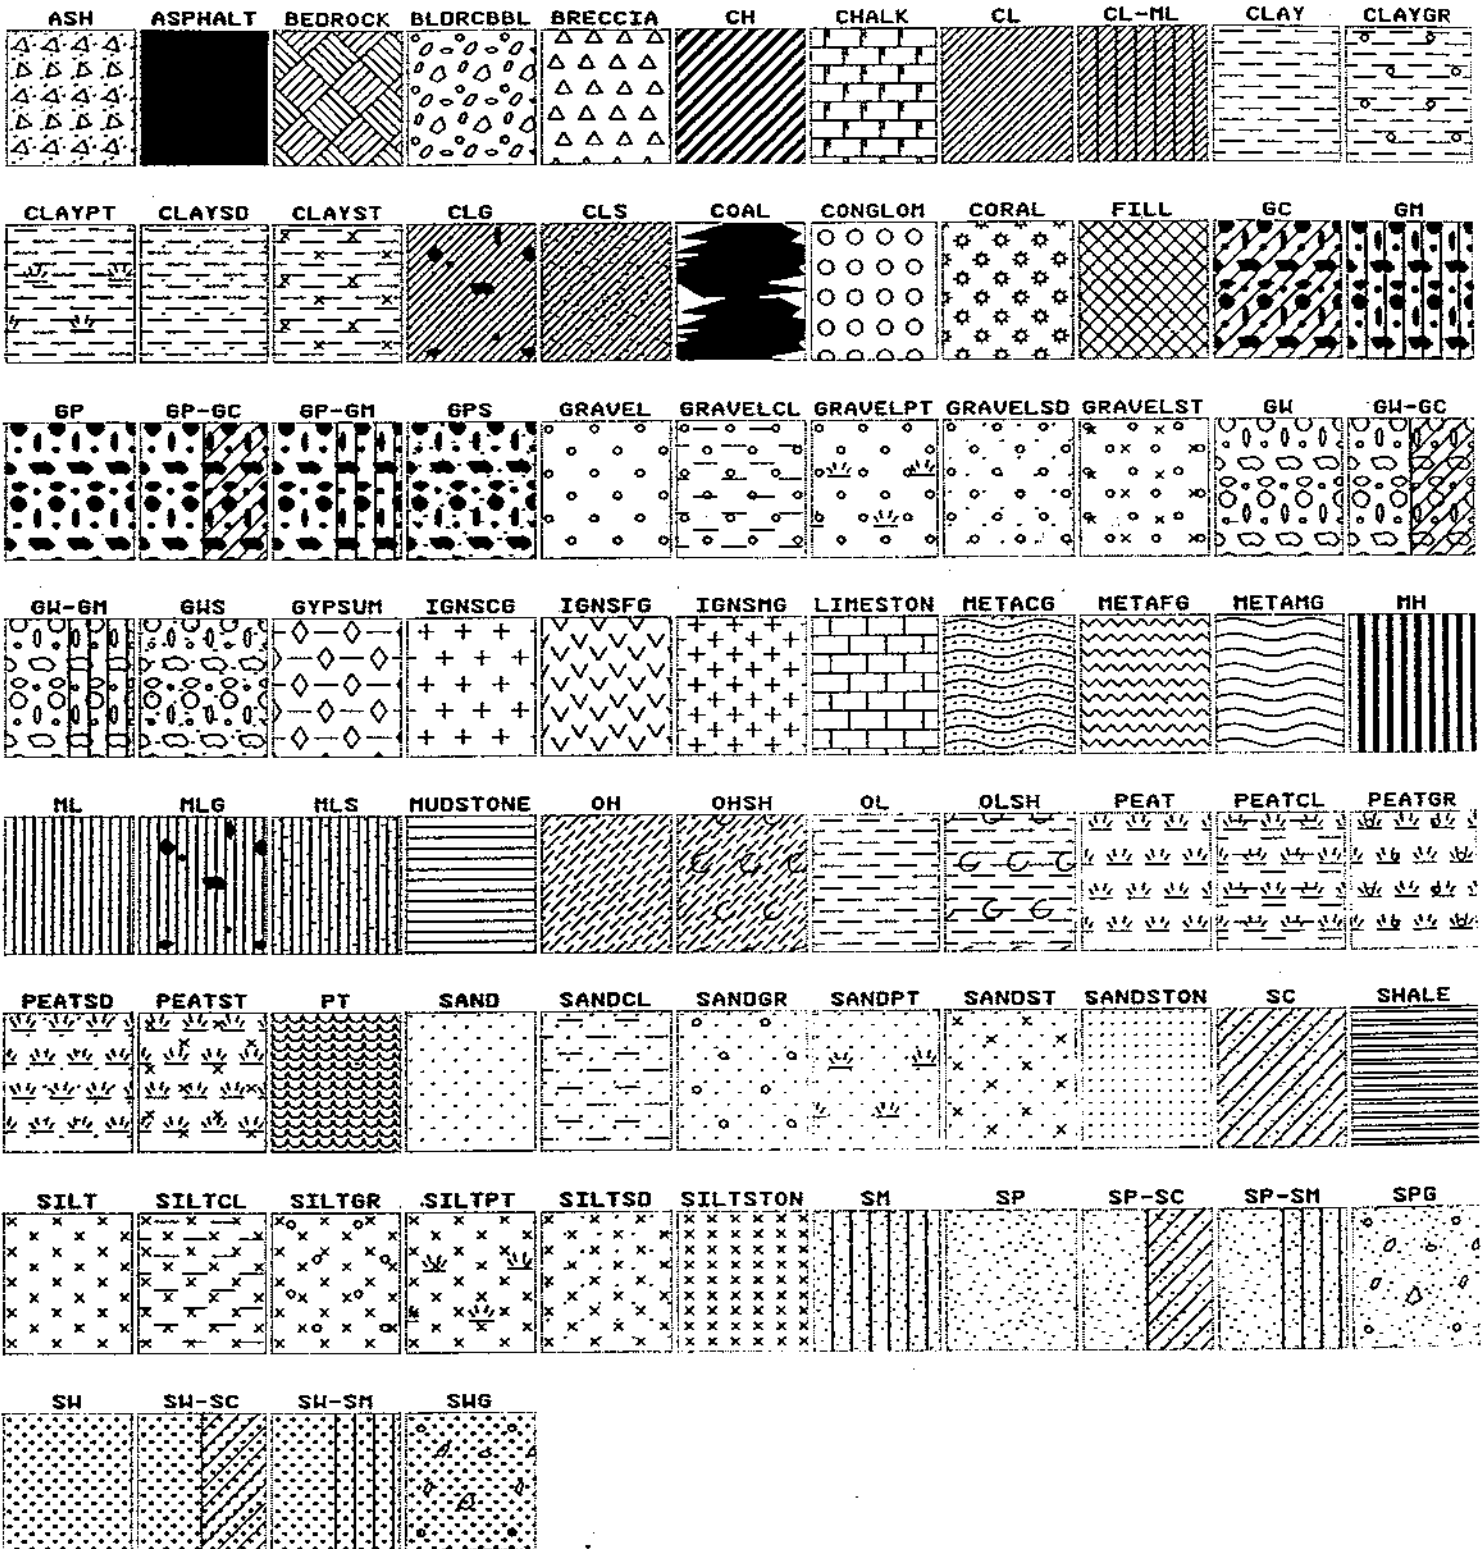 ASH ASPHALT BEDROCK BLDRCBBL BRECCIA CH CHALK CL CL-ML CLAY CLAYGR
CLAYPT CLAYSD CLAYST CLG CLS COAL CONGLOM CORAL FILL GC GM
GP GP-GC GP-GM GPS GRAVEL GRAVELCL GRAVELPT GRAVELSD GRAVELST GW GW-GC
GW-GM GWS GYPSUM IGNSCG IGNSFG IGNSMG LIMESTON METACG METAFG METAMG MH
ML MLG MLS MUDSTONE OH OHSH OL OLSH PEAT PEATCL PEATGR
PEATSD PEATST PT SAND SANDCL SANDGR SANDPT SANDST SANDSTON SC SHALE
SILT SILTCL SILTGR SILTPT SILTSD SILTSTON SM SP SP-SC SP-SM SPG
SW SW-SC SW-SM SWG